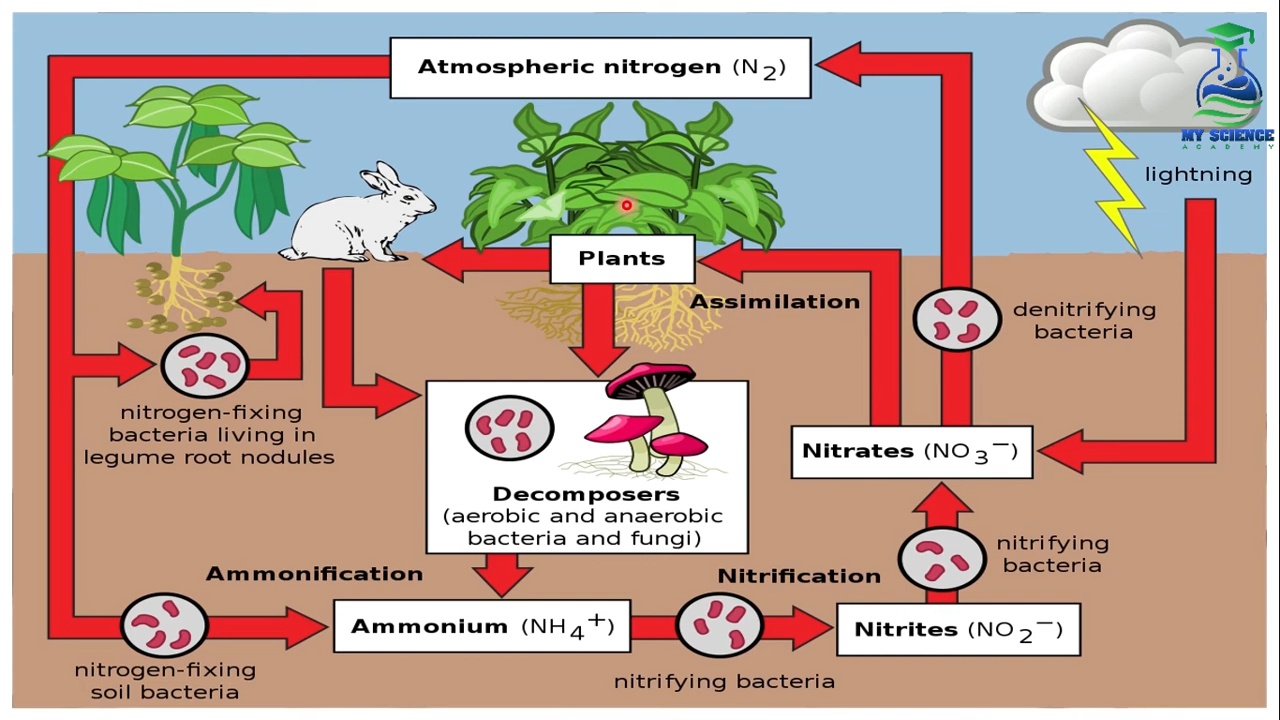 Atmospheric nitrogen (N₂)
MY SCIENCE
ACADEMY
lightning
Plants
Assimilation
denitrifying
bacteria
nitrogen-fixing
bacteria living in
legume root nodules
Nitrates (NO₃⁻)
Decomposers
(aerobic and anaerobic
bacteria and fungi)
nitrifying
bacteria
Ammonification
Nitrification
Ammonium (NH₄⁺)
Nitrites (NO₂⁻)
nitrogen-fixing
soil bacteria
nitrifying bacteria